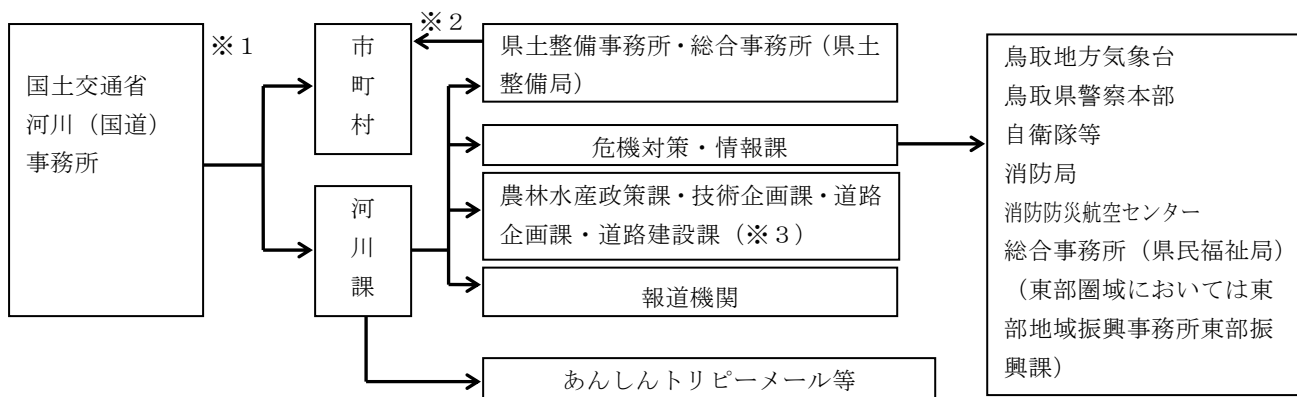 国土交通省
河川（国道）
事務所
※１
市
町
村
※２
河
川
課
県土整備事務所・総合事務所（県土
整備局）
危機対策・情報課
農林水産政策課・技術企画課・道路
企画課・道路建設課（※３）
報道機関
あんしんトリピーメール等
鳥取地方気象台
鳥取県警察本部
自衛隊等
消防局
消防防災航空センター
総合事務所（県民福祉局）
（東部圏域においては東
部地域振興事務所東部振
興課）